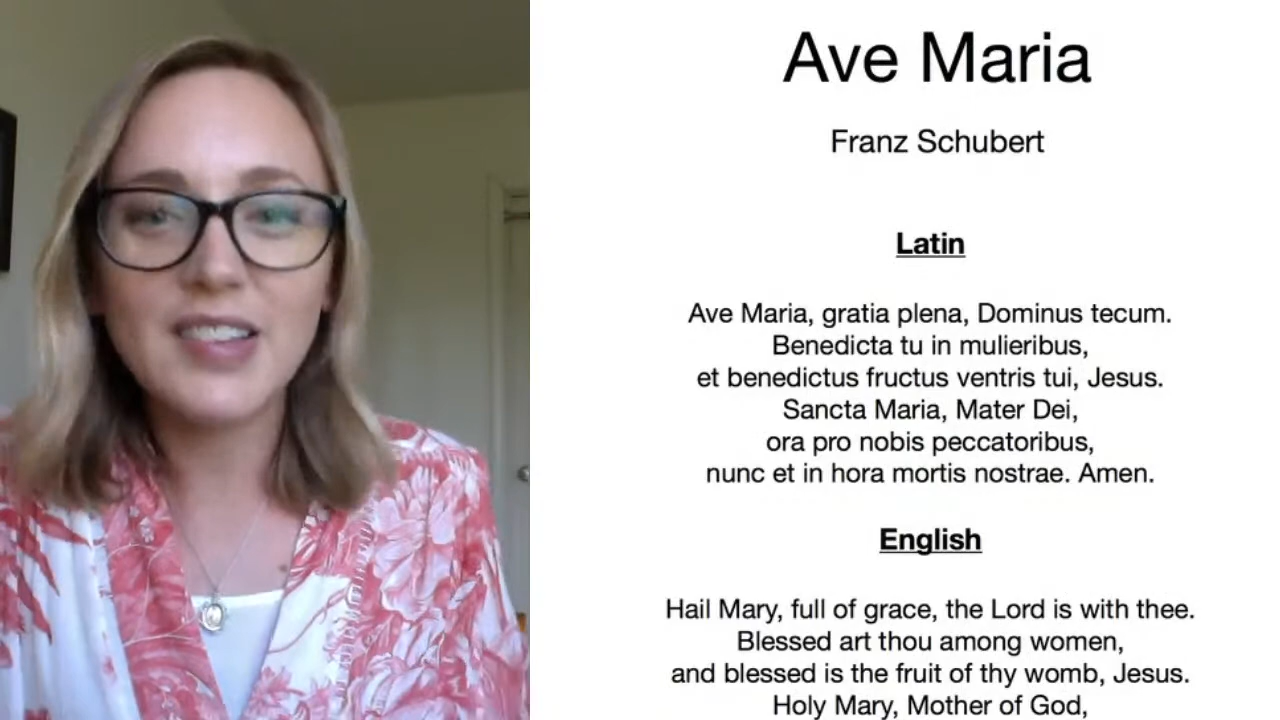 Ave Maria
Franz Schubert
Latin
Ave Maria, gratia plena, Dominus tecum.
Benedicta tu in mulieribus,
et benedictus fructus ventris tui, Jesus.
Sancta Maria, Mater Dei,
ora pro nobis peccatoribus,
nunc et in hora mortis nostrae. Amen.
English
Hail Mary, full of grace, the Lord is with thee.
Blessed art thou among women,
and blessed is the fruit of thy womb, Jesus.
Holy Mary, Mother of God,